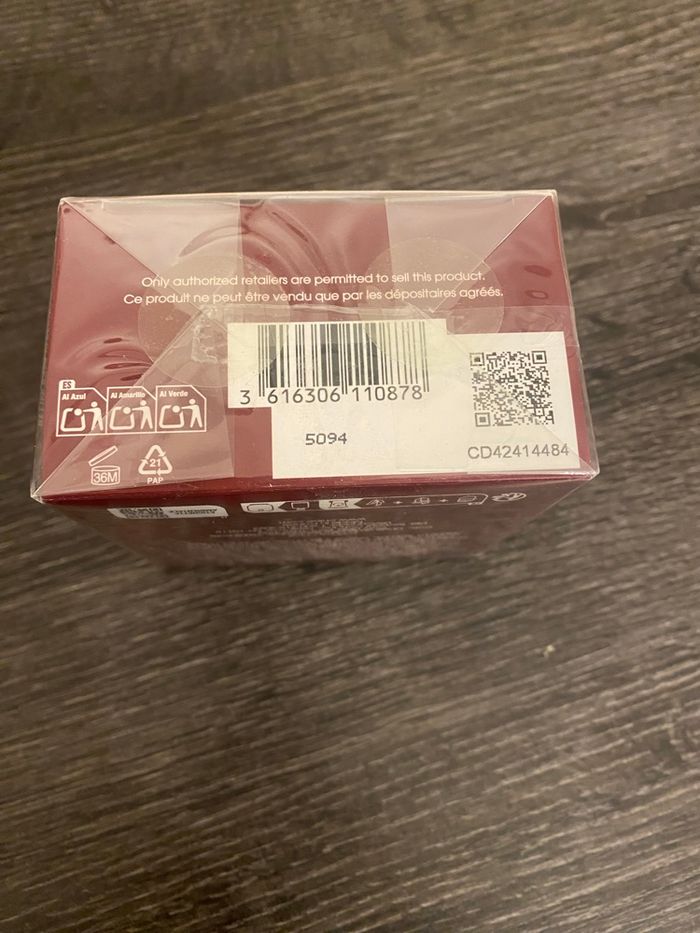 Only authorized retailers are permitted to sell this product.
Ce produit ne peut être vendu que par les dépositaires agréés.
3 616306 110878
5094
CD42414484
ES
Al Azul
Al Amarillo
Al Verde
36M
21
PAP